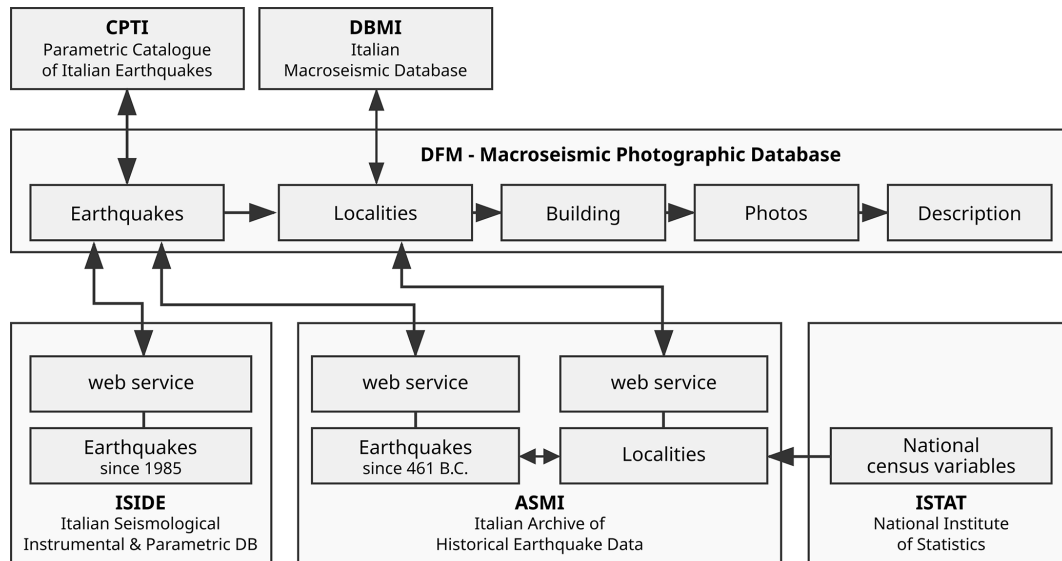 CPTI
Parametric Catalogue
of Italian Earthquakes
DBMI
Italian
Macroseismic Database
DFM - Macroseismic Photographic Database
Earthquakes
Localities
Building
Photos
Description
web service
Earthquakes
since 1985
ISIDE
Italian Seismological
Instrumental & Parametric DB
web service
web service
Earthquakes
since 461 B.C.
Localities
ASMI
Italian Archive of
Historical Earthquake Data
National
census variables
ISTAT
National Institute
of Statistics